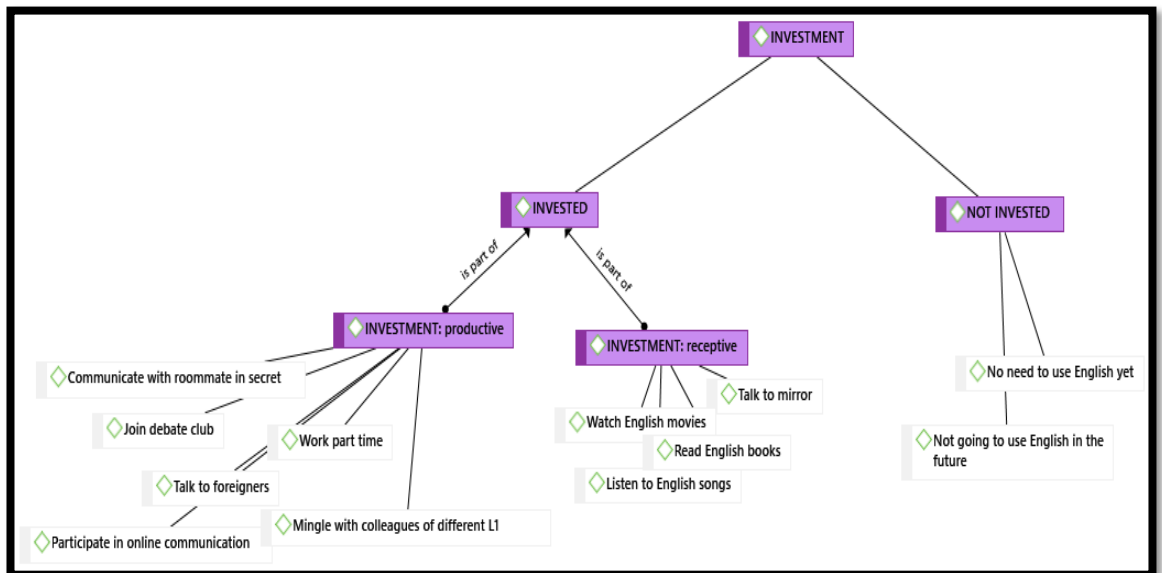 INVESTMENT
INVESTED
NOT INVESTED
is part of
is part of
INVESTMENT: productive
INVESTMENT: receptive
Communicate with roommate in secret
Join debate club
Work part time
Talk to foreigners
Mingle with colleagues of different L1
Participate in online communication
Talk to mirror
Watch English movies
Read English books
Listen to English songs
No need to use English yet
Not going to use English in the
future